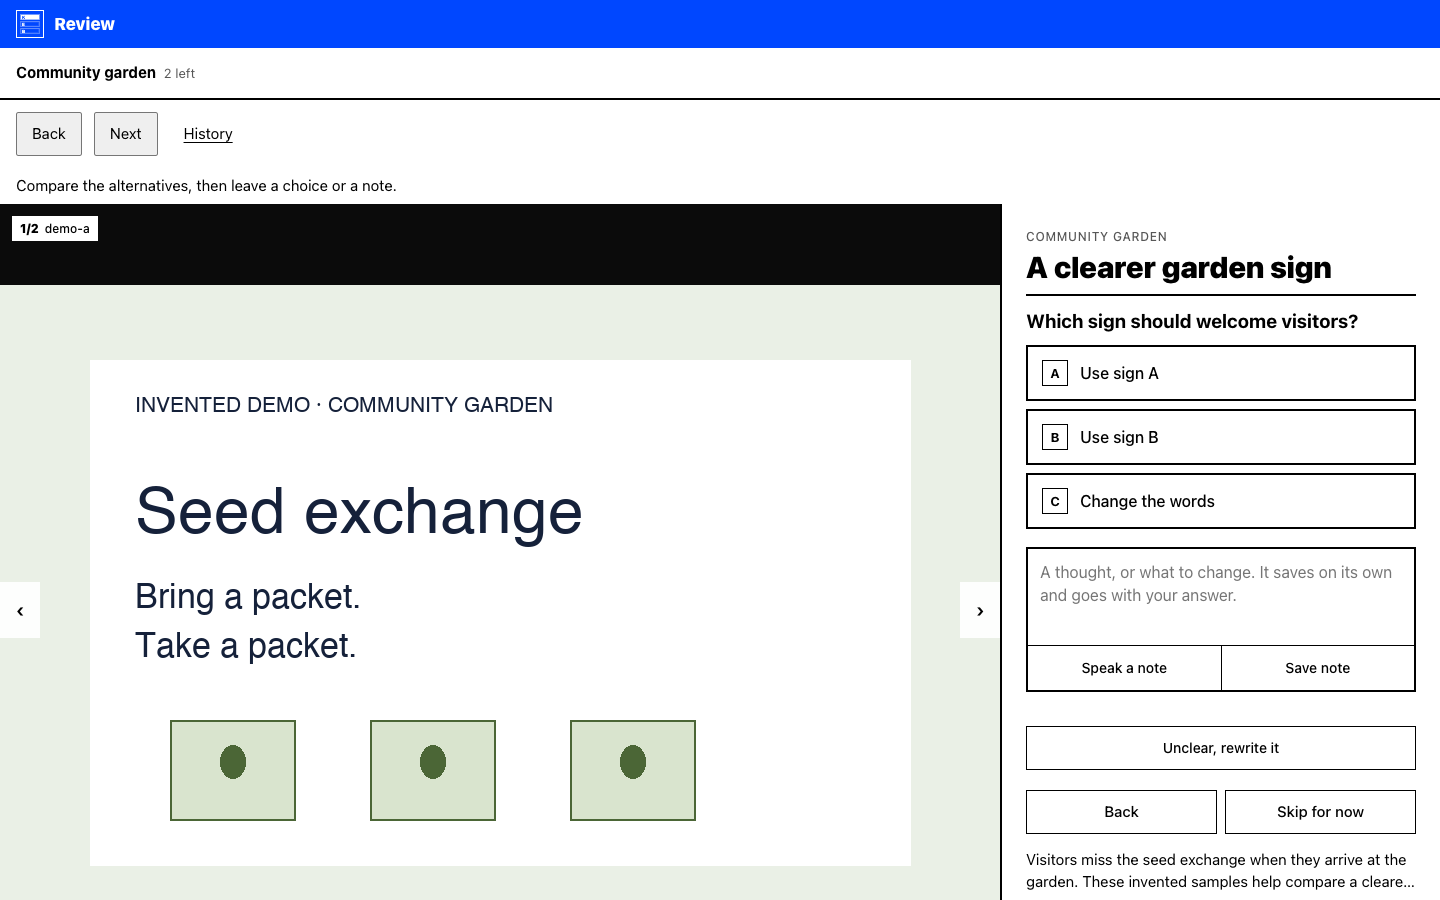 Review
Community garden 2 left
Back Next History
Compare the alternatives, then leave a choice or a note.
1/2 demo-a
INVENTED DEMO · COMMUNITY GARDEN
Seed exchange
Bring a packet.
Take a packet.
‹ ›
COMMUNITY GARDEN
A clearer garden sign
Which sign should welcome visitors?
A Use sign A
B Use sign B
C Change the words
A thought, or what to change. It saves on its own
and goes with your answer.
Speak a note Save note
Unclear, rewrite it
Back Skip for now
Visitors miss the seed exchange when they arrive at the
garden. These invented samples help compare a cleare...